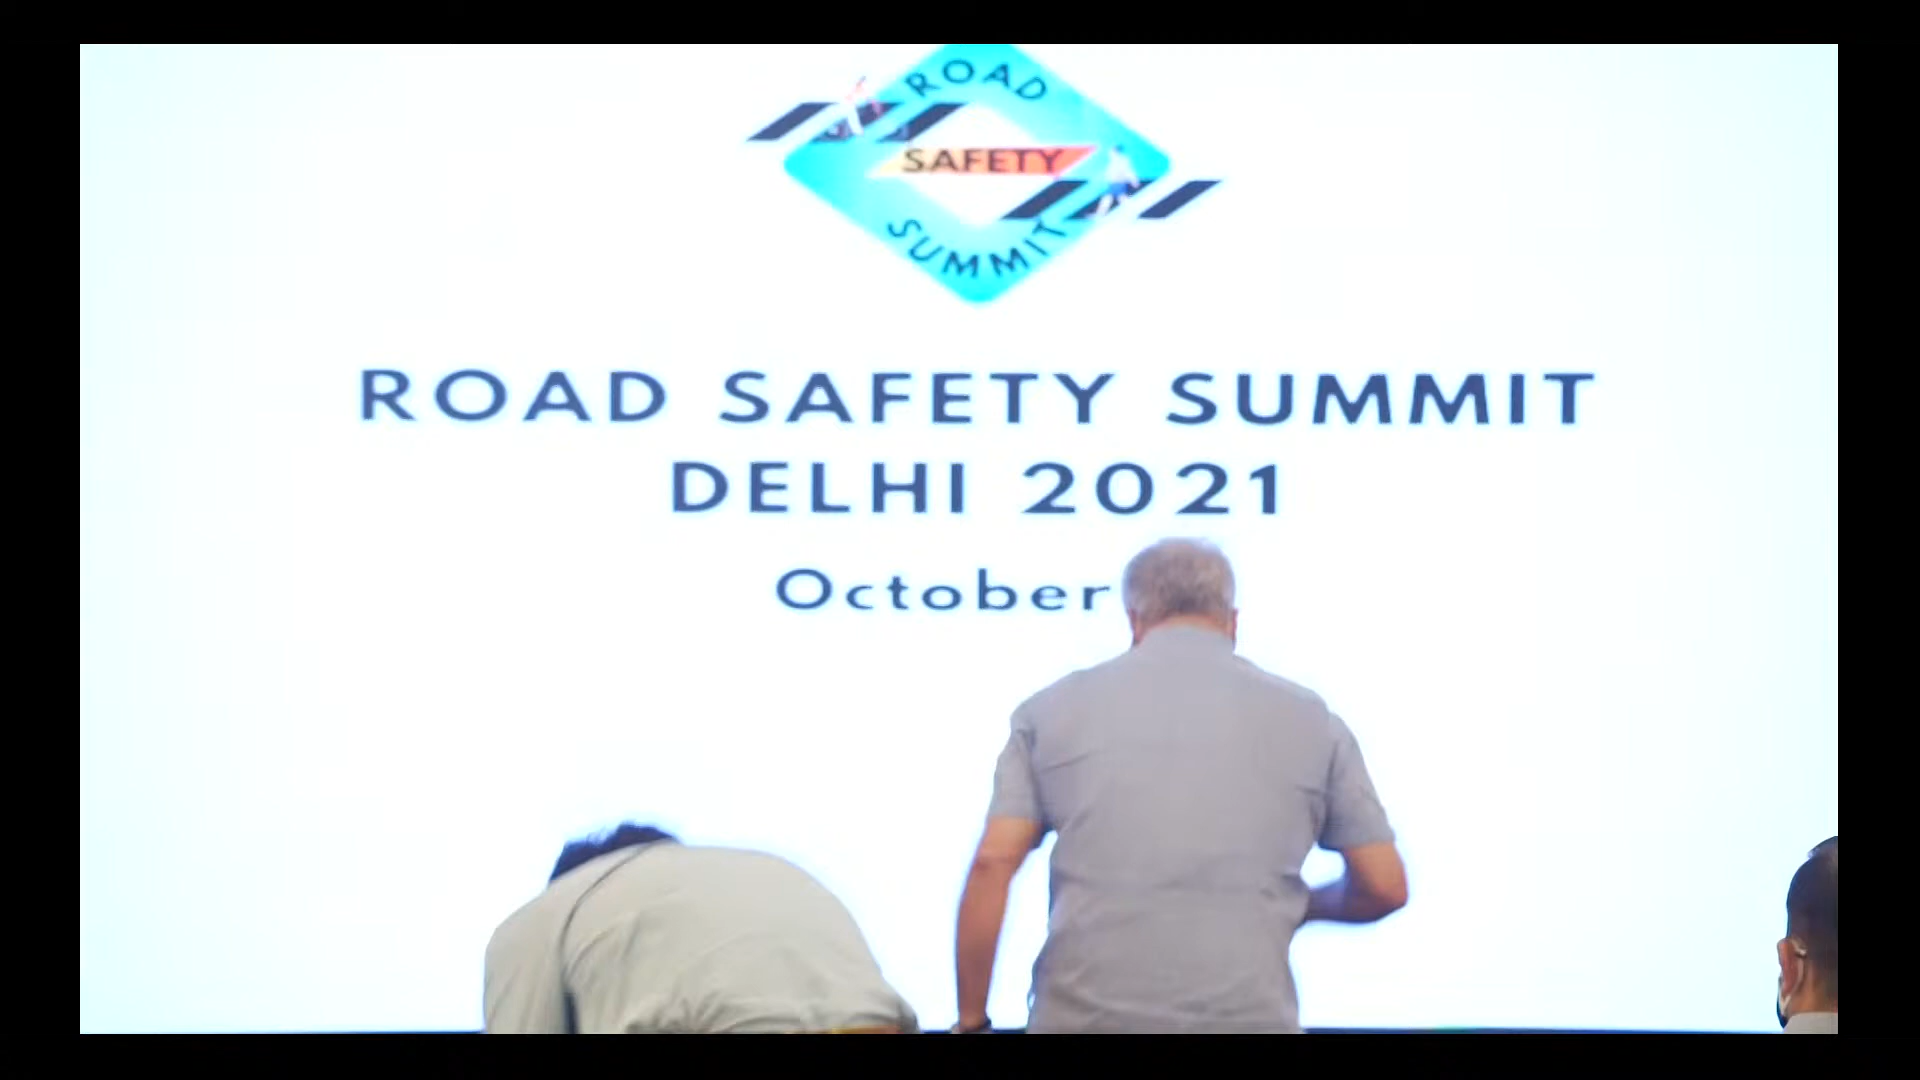 ROAD
SAFETY
SUMMIT
ROAD SAFETY SUMMIT
DELHI 2021
October